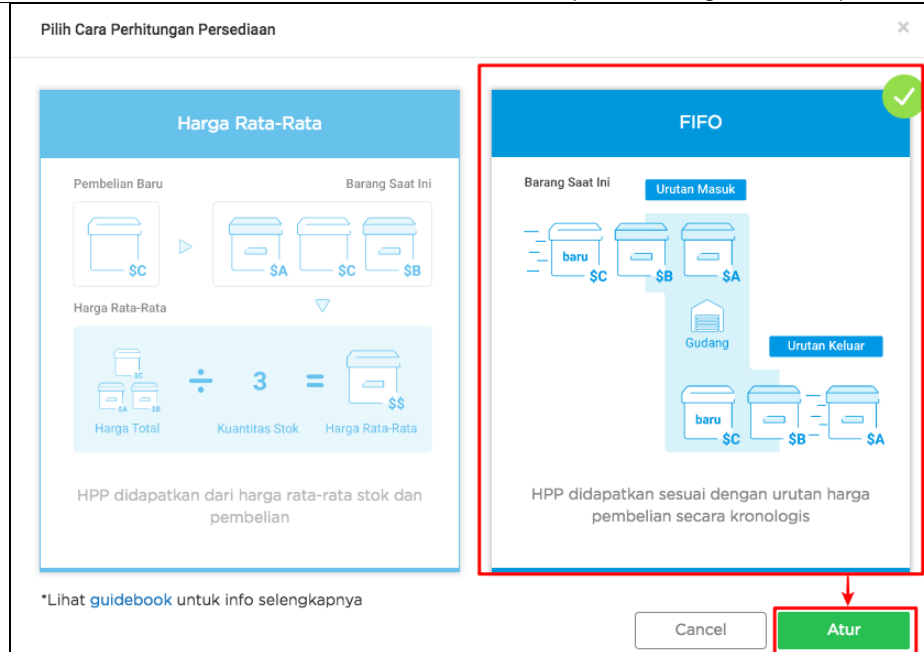 Pilih Cara Perhitungan Persediaan
×
Harga Rata-Rata
Pembelian Baru
Barang Saat Ini
$C
$A
$C
$B
Harga Rata-Rata
$C
$A
$B
÷
3
=
$$
Harga Total
Kuantitas Stok
Harga Rata-Rata
HPP didapatkan dari harga rata-rata stok dan
pembelian
FIFO
Barang Saat Ini
Urutan Masuk
baru
$C
$B
$A
Gudang
Urutan Keluar
baru
$C
$B
$A
HPP didapatkan sesuai dengan urutan harga
pembelian secara kronologis
*Lihat guidebook untuk info selengkapnya
Cancel
Atur